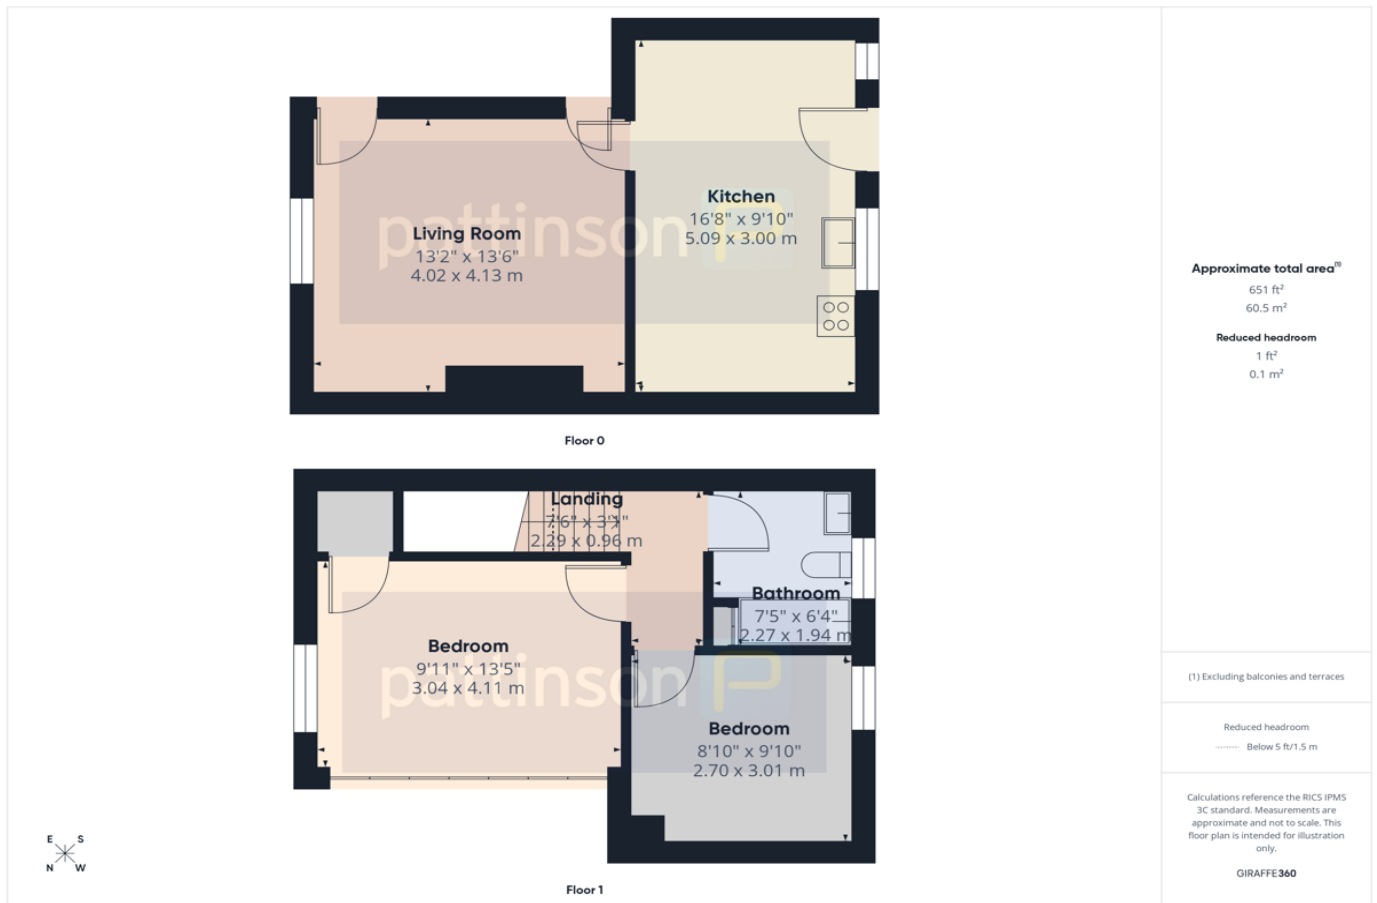 Kitchen
16'8" x 9'10"
5.09 x 3.00 m
pattinson
Living Room
13'2" x 13'6"
4.02 x 4.13 m
Floor 0
Landing
7'6" x 3'1"
2.29 x 0.96 m
Bathroom
7'5" x 6'4"
2.27 x 1.94 m
Bedroom
9'11" x 13'5"
3.04 x 4.11 m
pattinson
Bedroom
8'10" x 9'10"
2.70 x 3.01 m
Floor 1
E S
N W
Approximate total area(1)
651 ft²
60.5 m²
Reduced headroom
1 ft²
0.1 m²
(1) Excluding balconies and terraces
Reduced headroom
Below 5 ft/1.5 m
Calculations reference the RICS IPMS
3C standard. Measurements are
approximate and not to scale. This
floor plan is intended for illustration
only.
GIRAFFE360